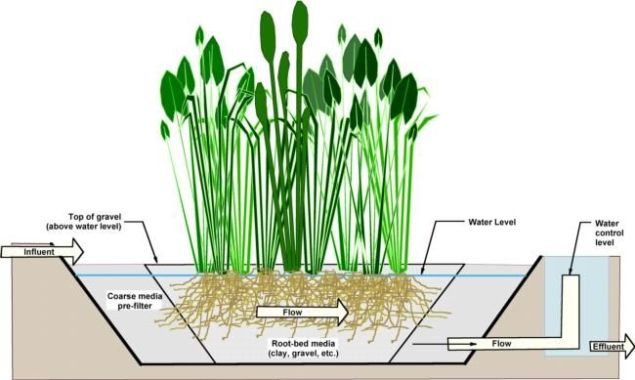 Top of gravel
(above water level)
Water Level
Water
control
level
Influent
Coarse media
pre-filter
Flow
Root-bed media
(clay, gravel, etc.)
Flow
Effluent